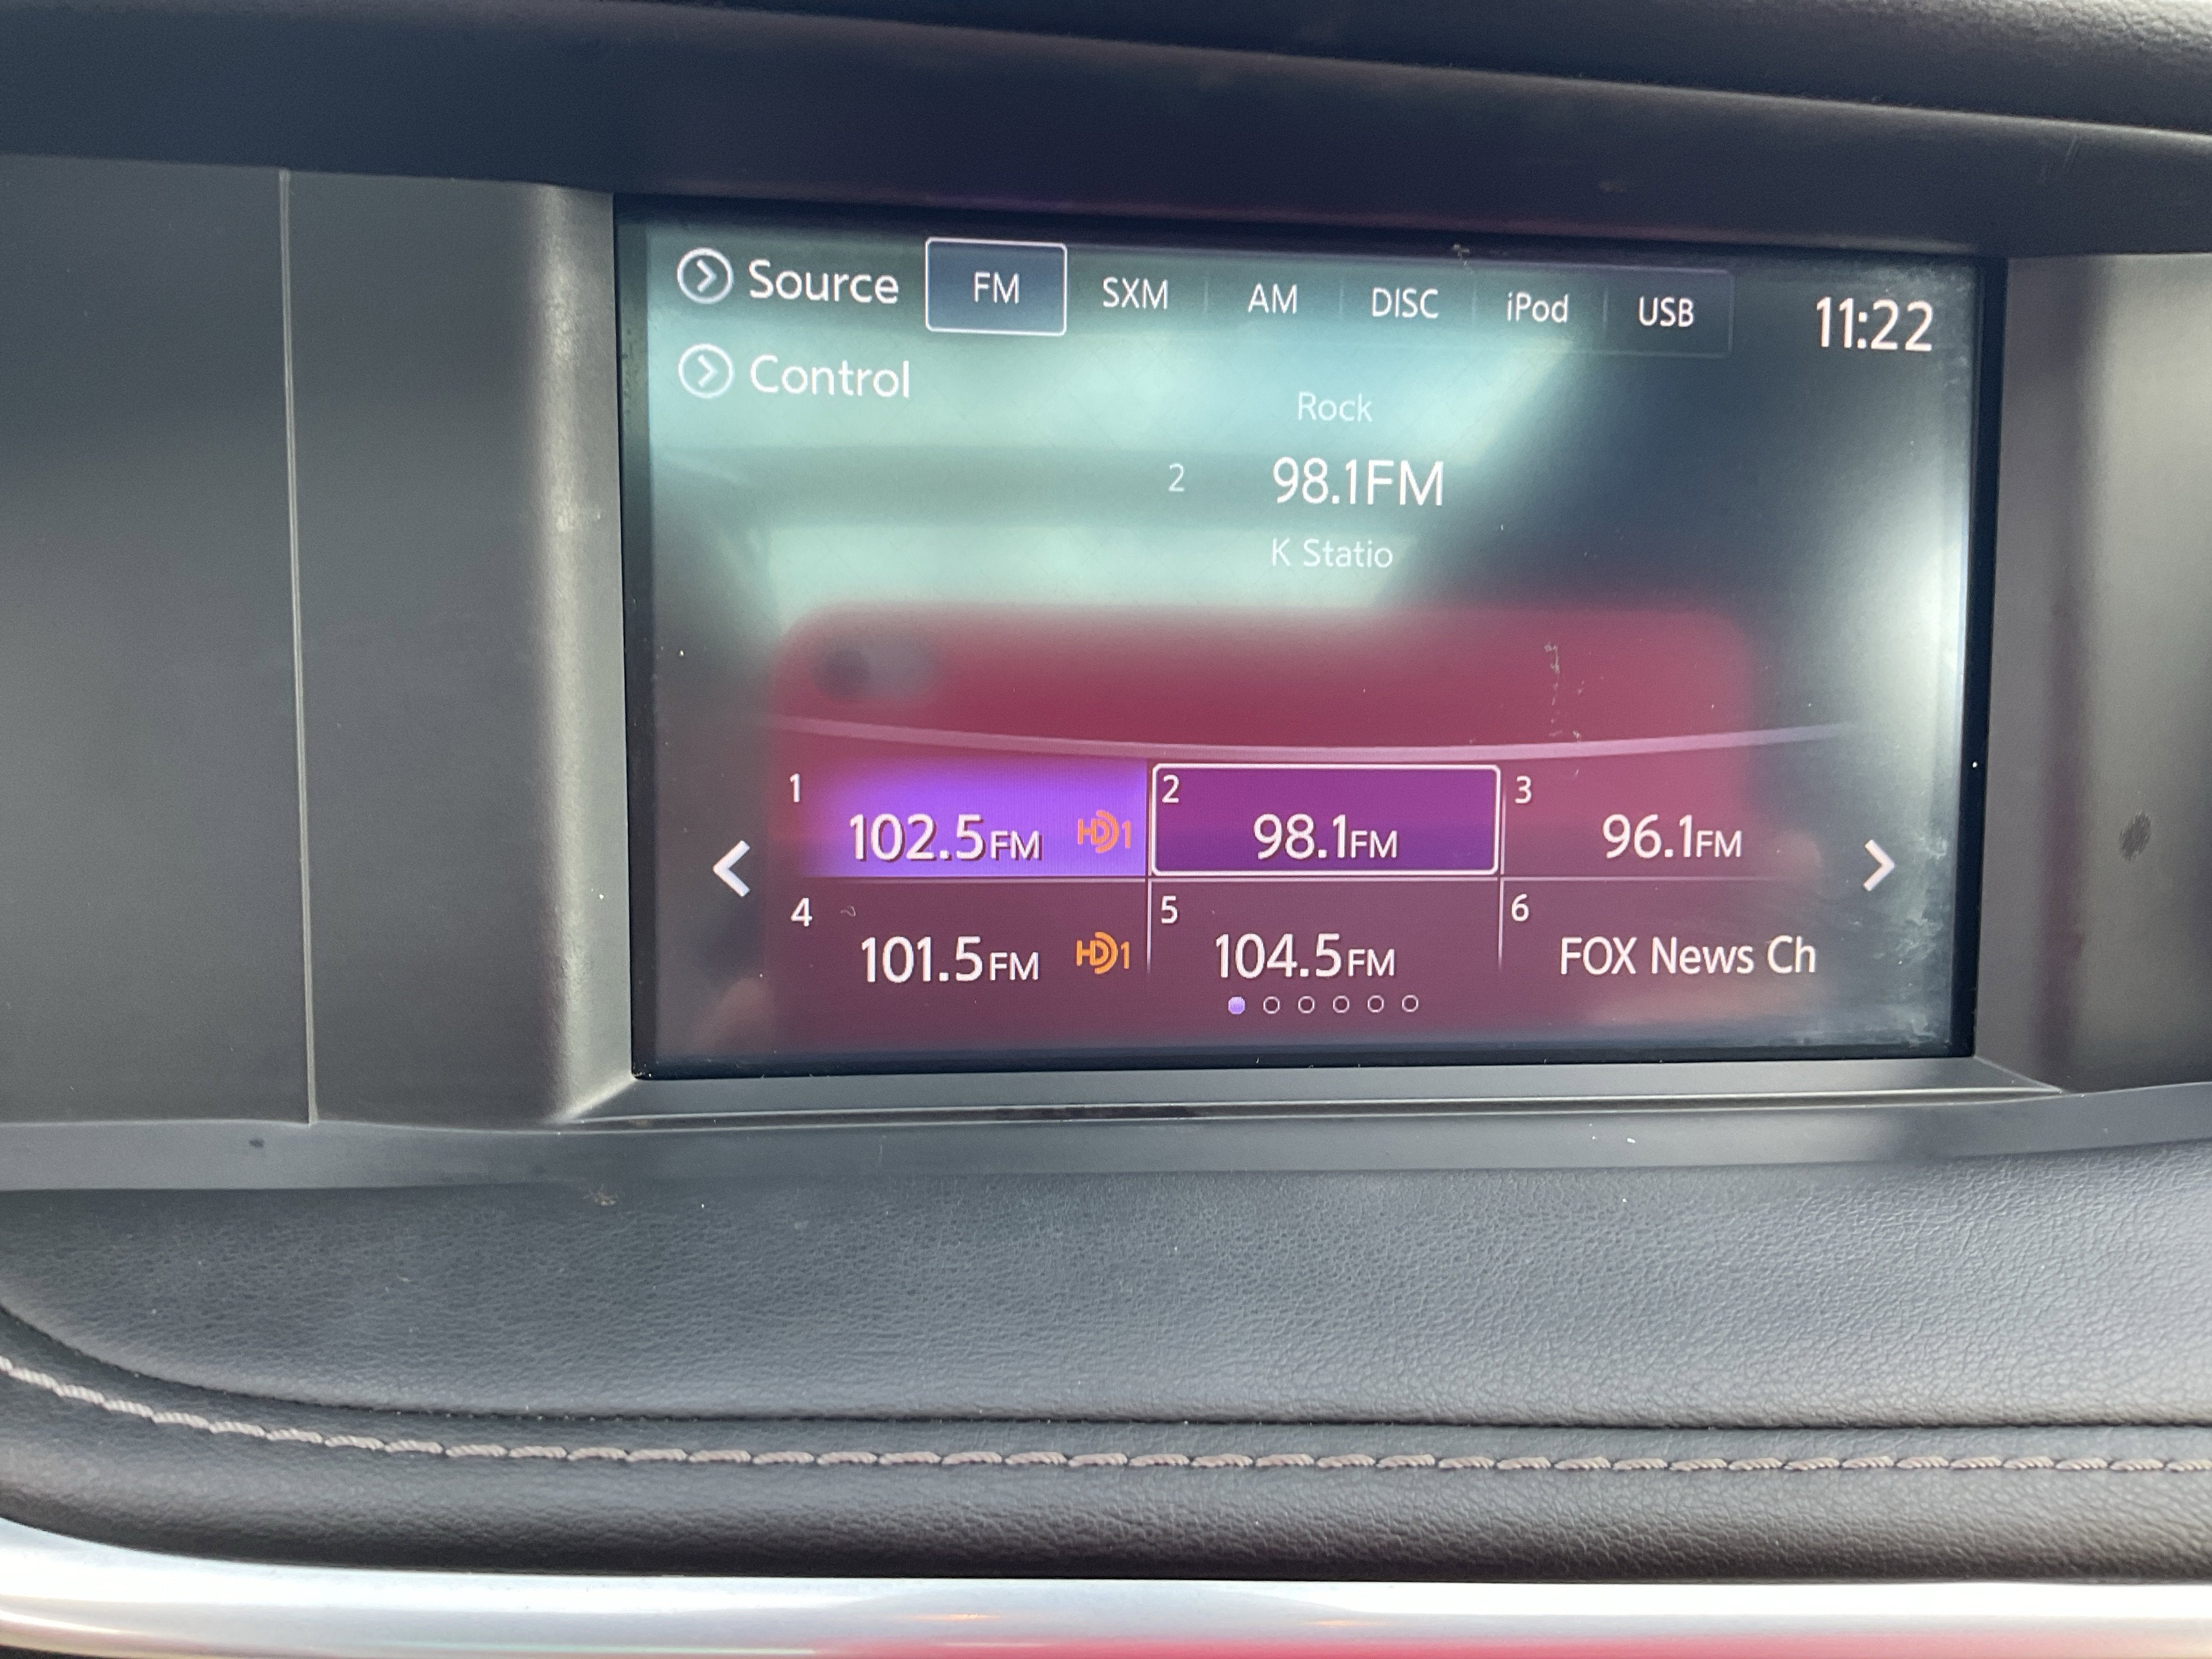 Source FM SXM AM DISC iPod USB 11:22
Control
Rock
2 98.1FM
K Statio
1 102.5FM HD1 2 98.1FM 3 96.1FM
4 101.5FM HD1 5 104.5FM 6 FOX News Ch